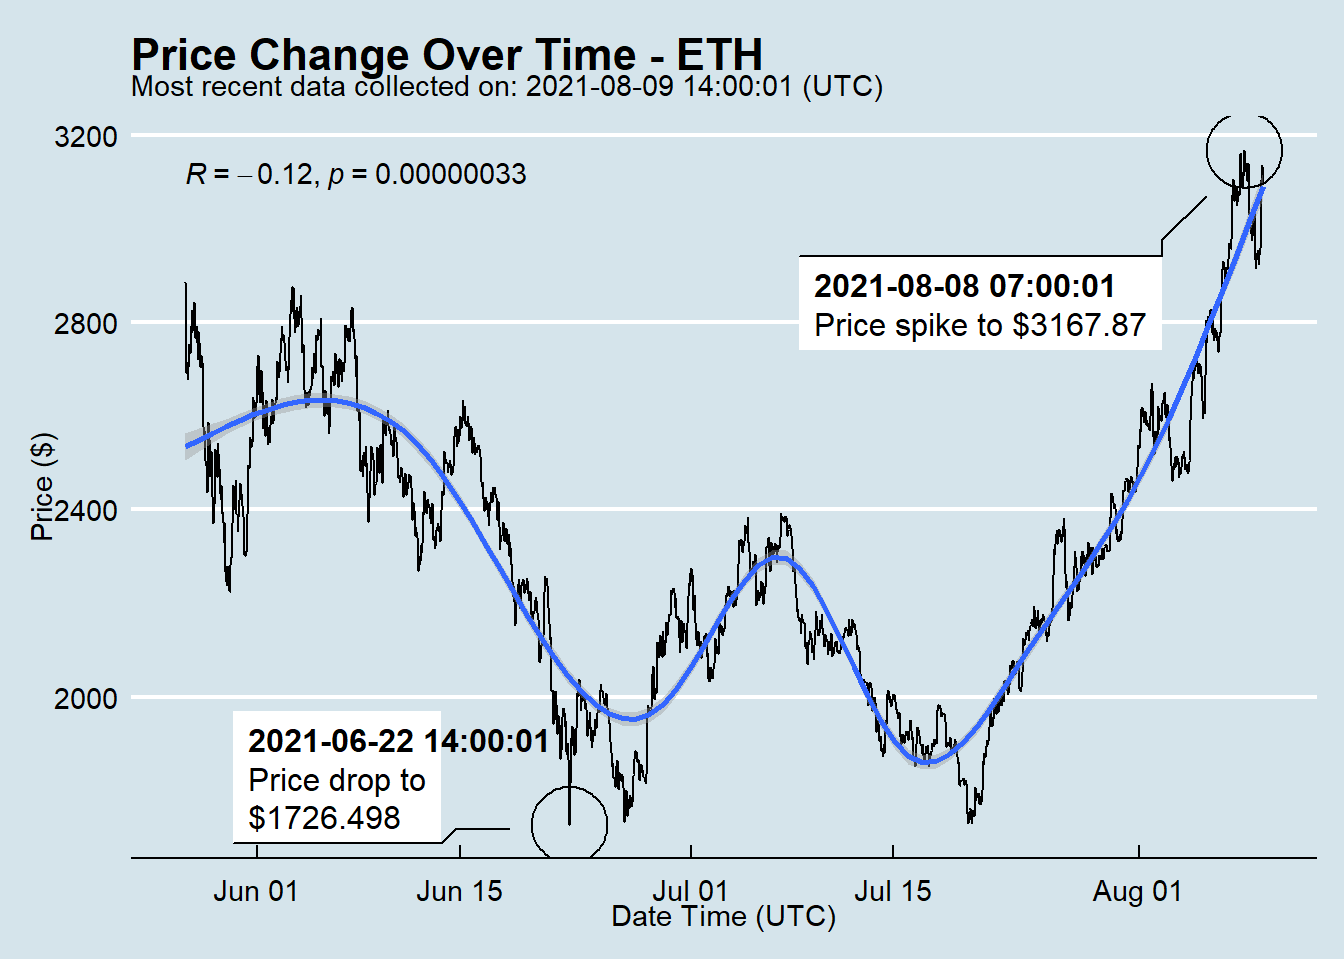 Price Change Over Time - ETH
Most recent data collected on: 2021-08-09 14:00:01 (UTC)
3200
R = −0.12, p = 0.00000033
2021-08-08 07:00:01
Price spike to $3167.87
2800
Price ($)
2400
2000
2021-06-22 14:00:01
Price drop to
$1726.498
Jun 01 Jun 15 Jul 01 Jul 15 Aug 01
Date Time (UTC)